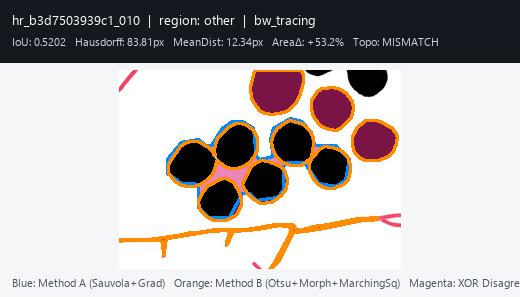 hr_b3d7503939c1_010 | region: other | bw_tracing
IoU: 0.5202 Hausdorff: 83.81px MeanDist: 12.34px AreaΔ: +53.2% Topo: MISMATCH
Blue: Method A (Sauvola+Grad) Orange: Method B (Otsu+Morph+MarchingSq) Magenta: XOR Disagre